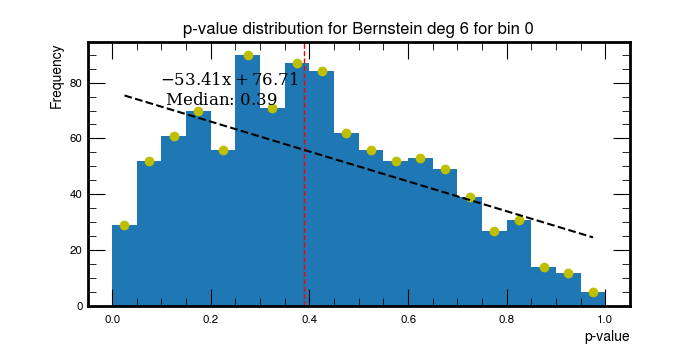 p-value distribution for Bernstein deg 6 for bin 0
Frequency
−53.41x + 76.71
Median: 0.39
80
60
40
20
0
0.0 0.2 0.4 0.6 0.8 1.0
p-value